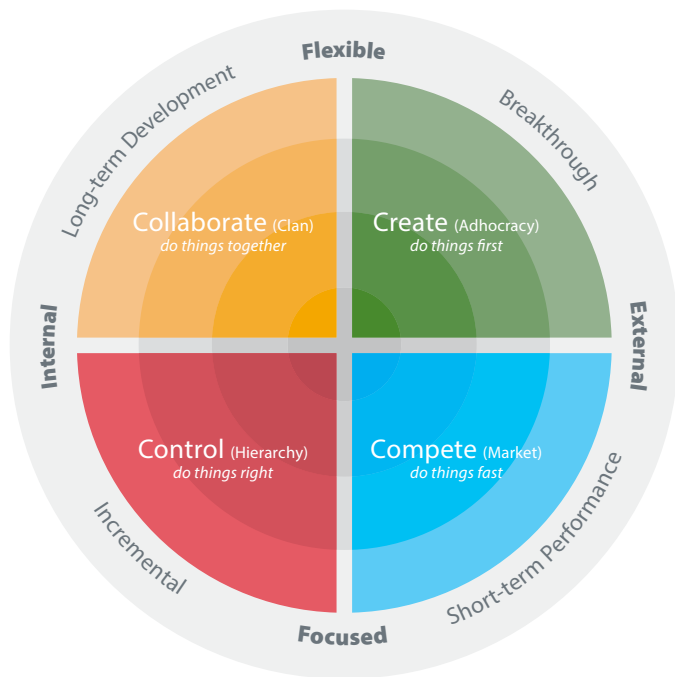 Flexible
Long-term Development
Breakthrough
Collaborate (Clan)
do things together
Create (Adhocracy)
do things first
Internal
External
Control (Hierarchy)
do things right
Compete (Market)
do things fast
Incremental
Short-term Performance
Focused